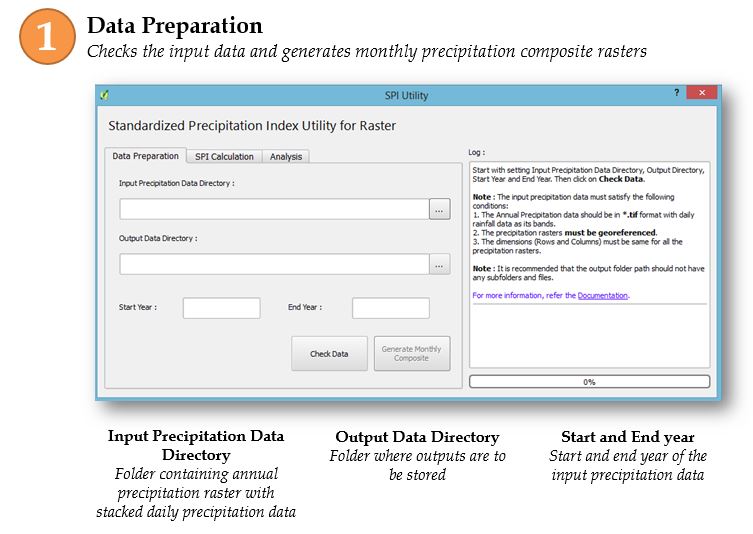 1
Data Preparation
Checks the input data and generates monthly precipitation composite rasters
SPI Utility
?
x
Standardized Precipitation Index Utility for Raster
Data Preparation
SPI Calculation
Analysis
Input Precipitation Data Directory :
...
Output Data Directory :
...
Start Year :
End Year :
Check Data
Generate Monthly
Composite
Log :
Start with setting Input Precipitation Data Directory, Output Directory,
Start Year and End Year. Then click on Check Data.
Note : The input precipitation data must satisfy the following
conditions:
1. The Annual Precipitation data should be in *.tif format with daily
rainfall data as its bands.
2. The precipitation rasters must be georeferenced.
3. The dimensions (Rows and Columns) must be same for all the
precipitation rasters.
Note : It is recommended that the output folder path should not have
any subfolders and files.
For more information, refer the Documentation.
0%
Input Precipitation Data
Directory
Folder containing annual
precipitation raster with
stacked daily precipitation data
Output Data Directory
Folder where outputs are to
be stored
Start and End year
Start and end year of the
input precipitation data